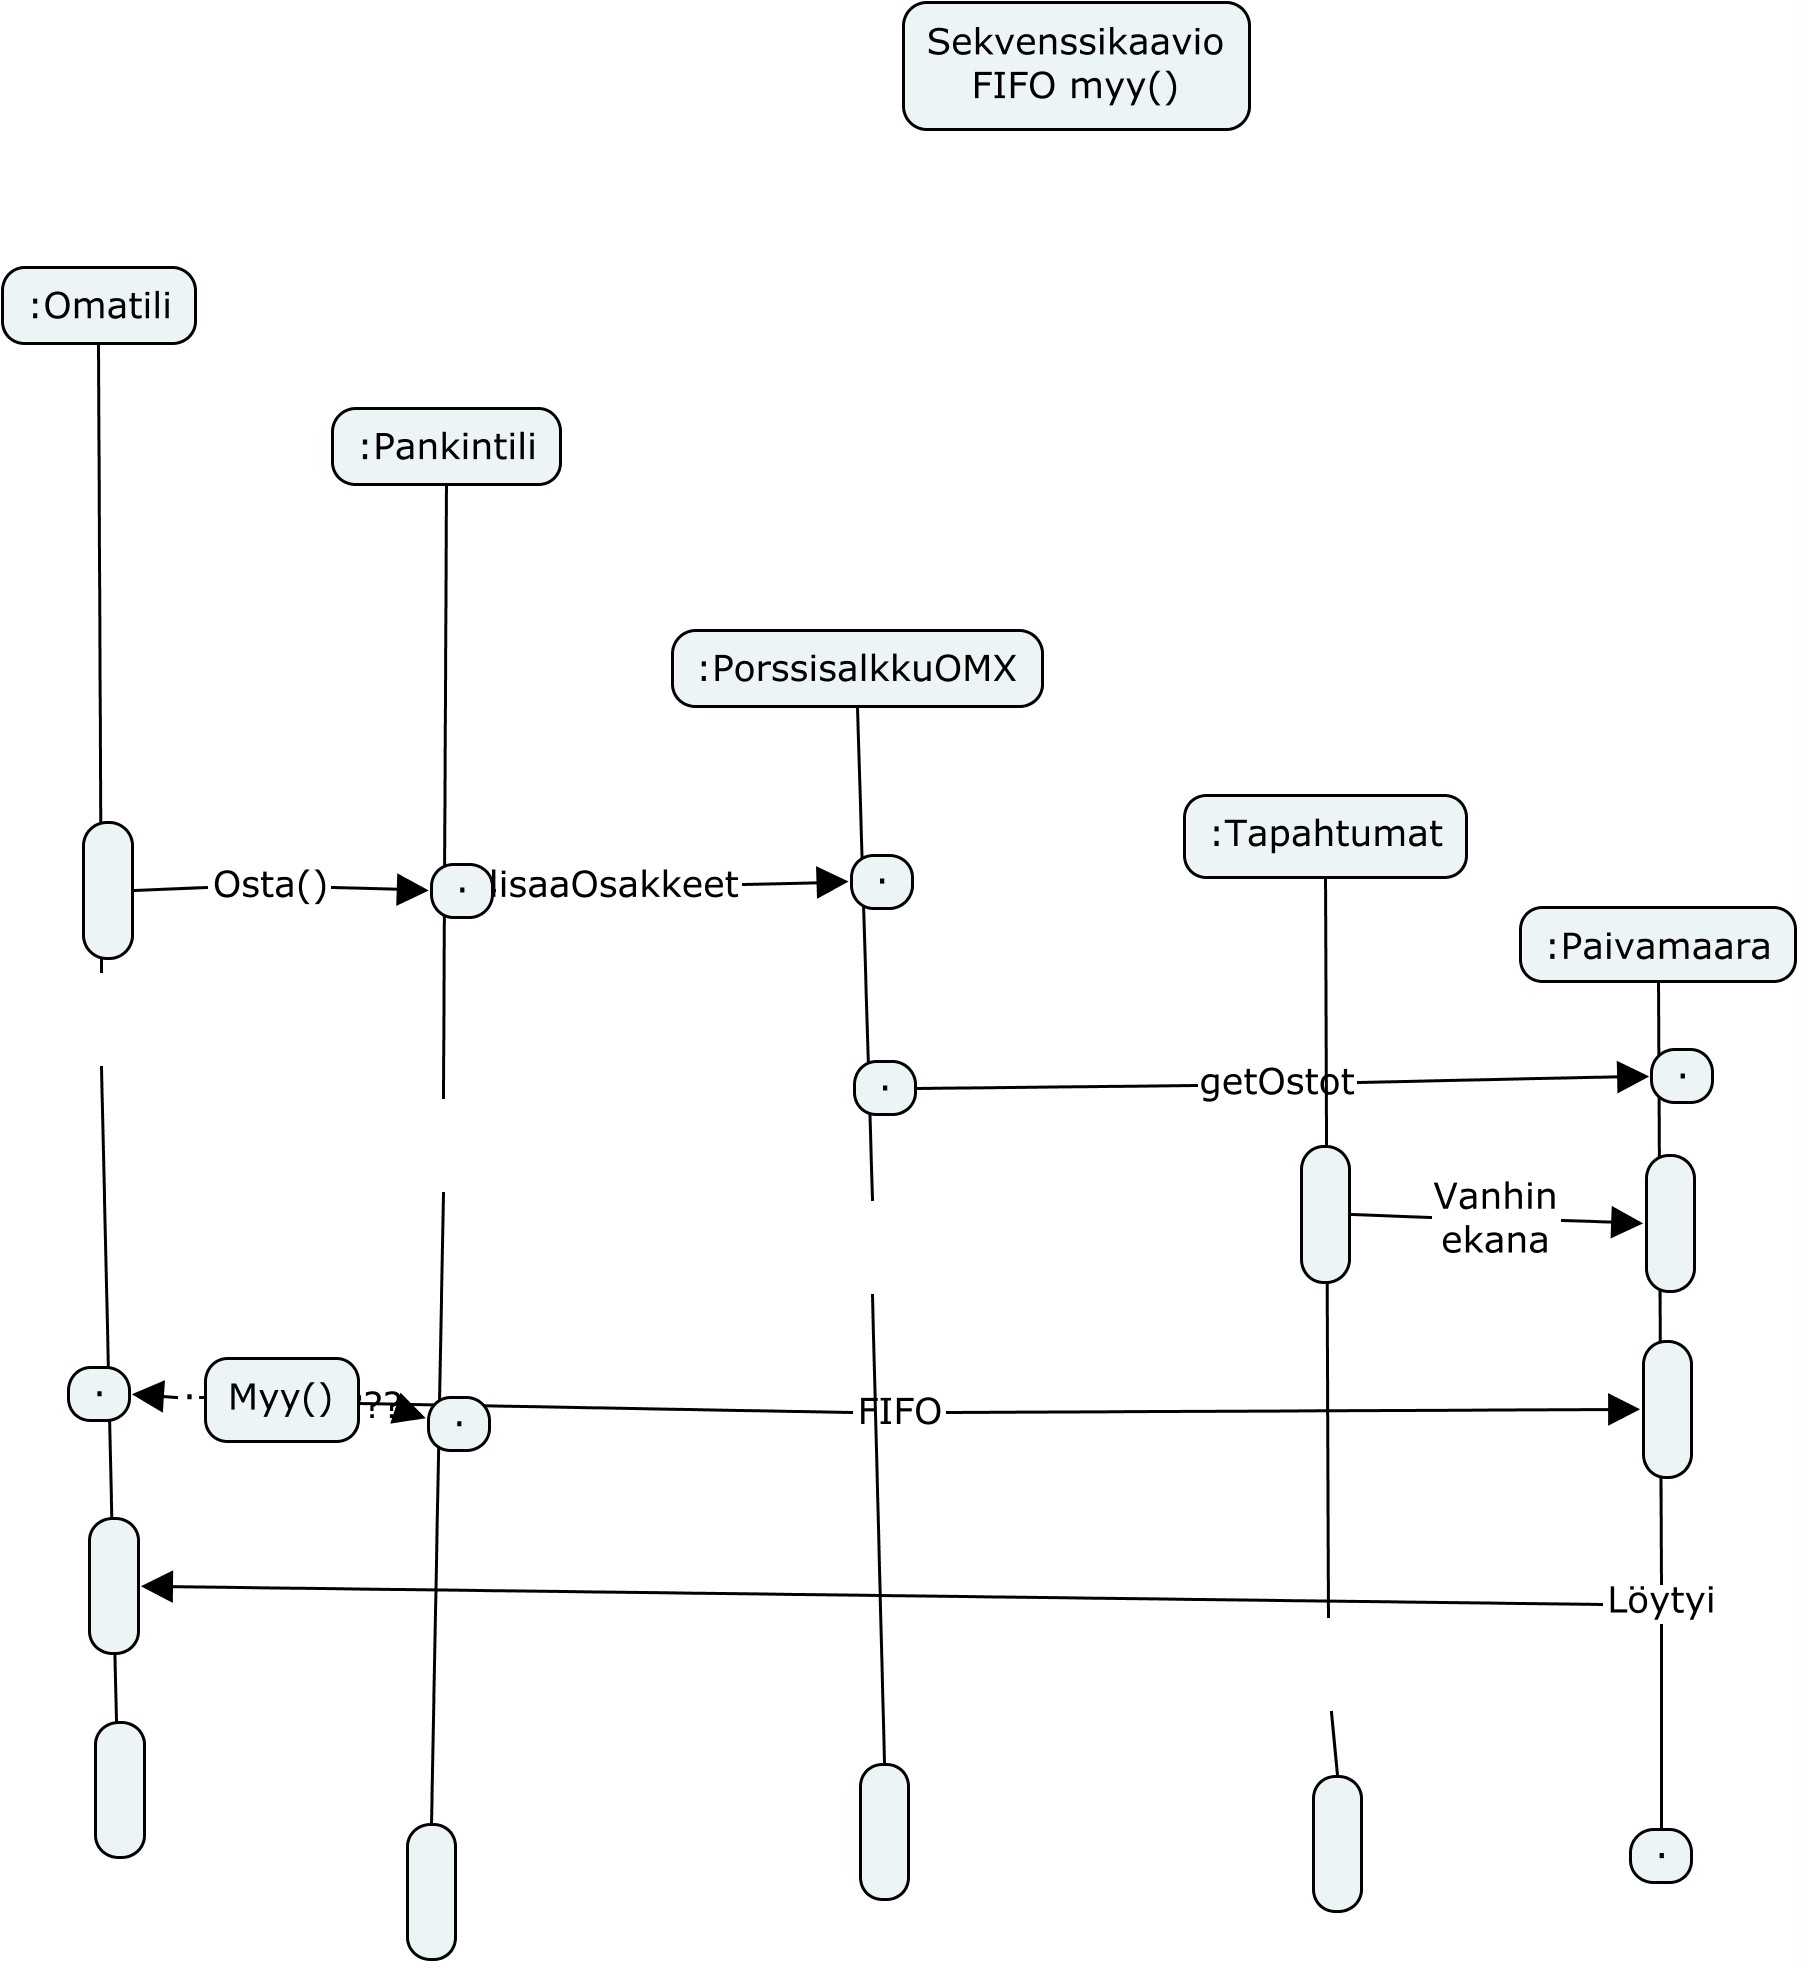 Sekvenssikaavio
FIFO myy()
:Omatili
:Pankintili
:PorssisalkkuOMX
:Tapahtumat
:Paivamaara
Osta()
lisaaOsakkeet
getOstot
Vanhin
ekana
Myy()
??
FIFO
Löytyi